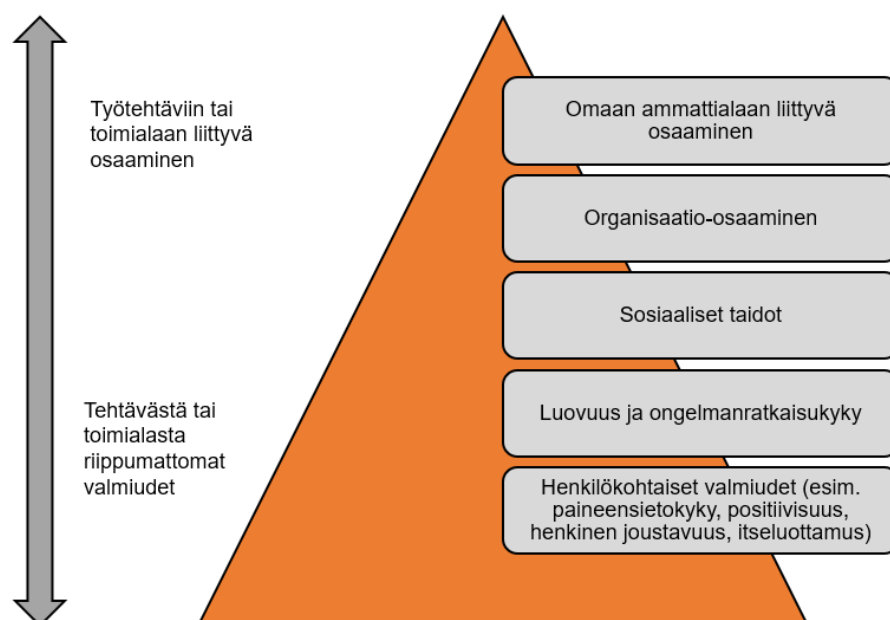 Työtehtäviin tai
toimialaan liittyvä
osaaminen
Omaan ammattialaan liittyvä
osaaminen
Organisaatio-osaaminen
Sosiaaliset taidot
Tehtävästä tai
toimialasta
riippumattomat
valmiudet
Luovuus ja ongelmanratkaisukyky
Henkilökohtaiset valmiudet (esim.
paineensietokyky, positiivisuus,
henkinen joustavuus, itseluottamus)